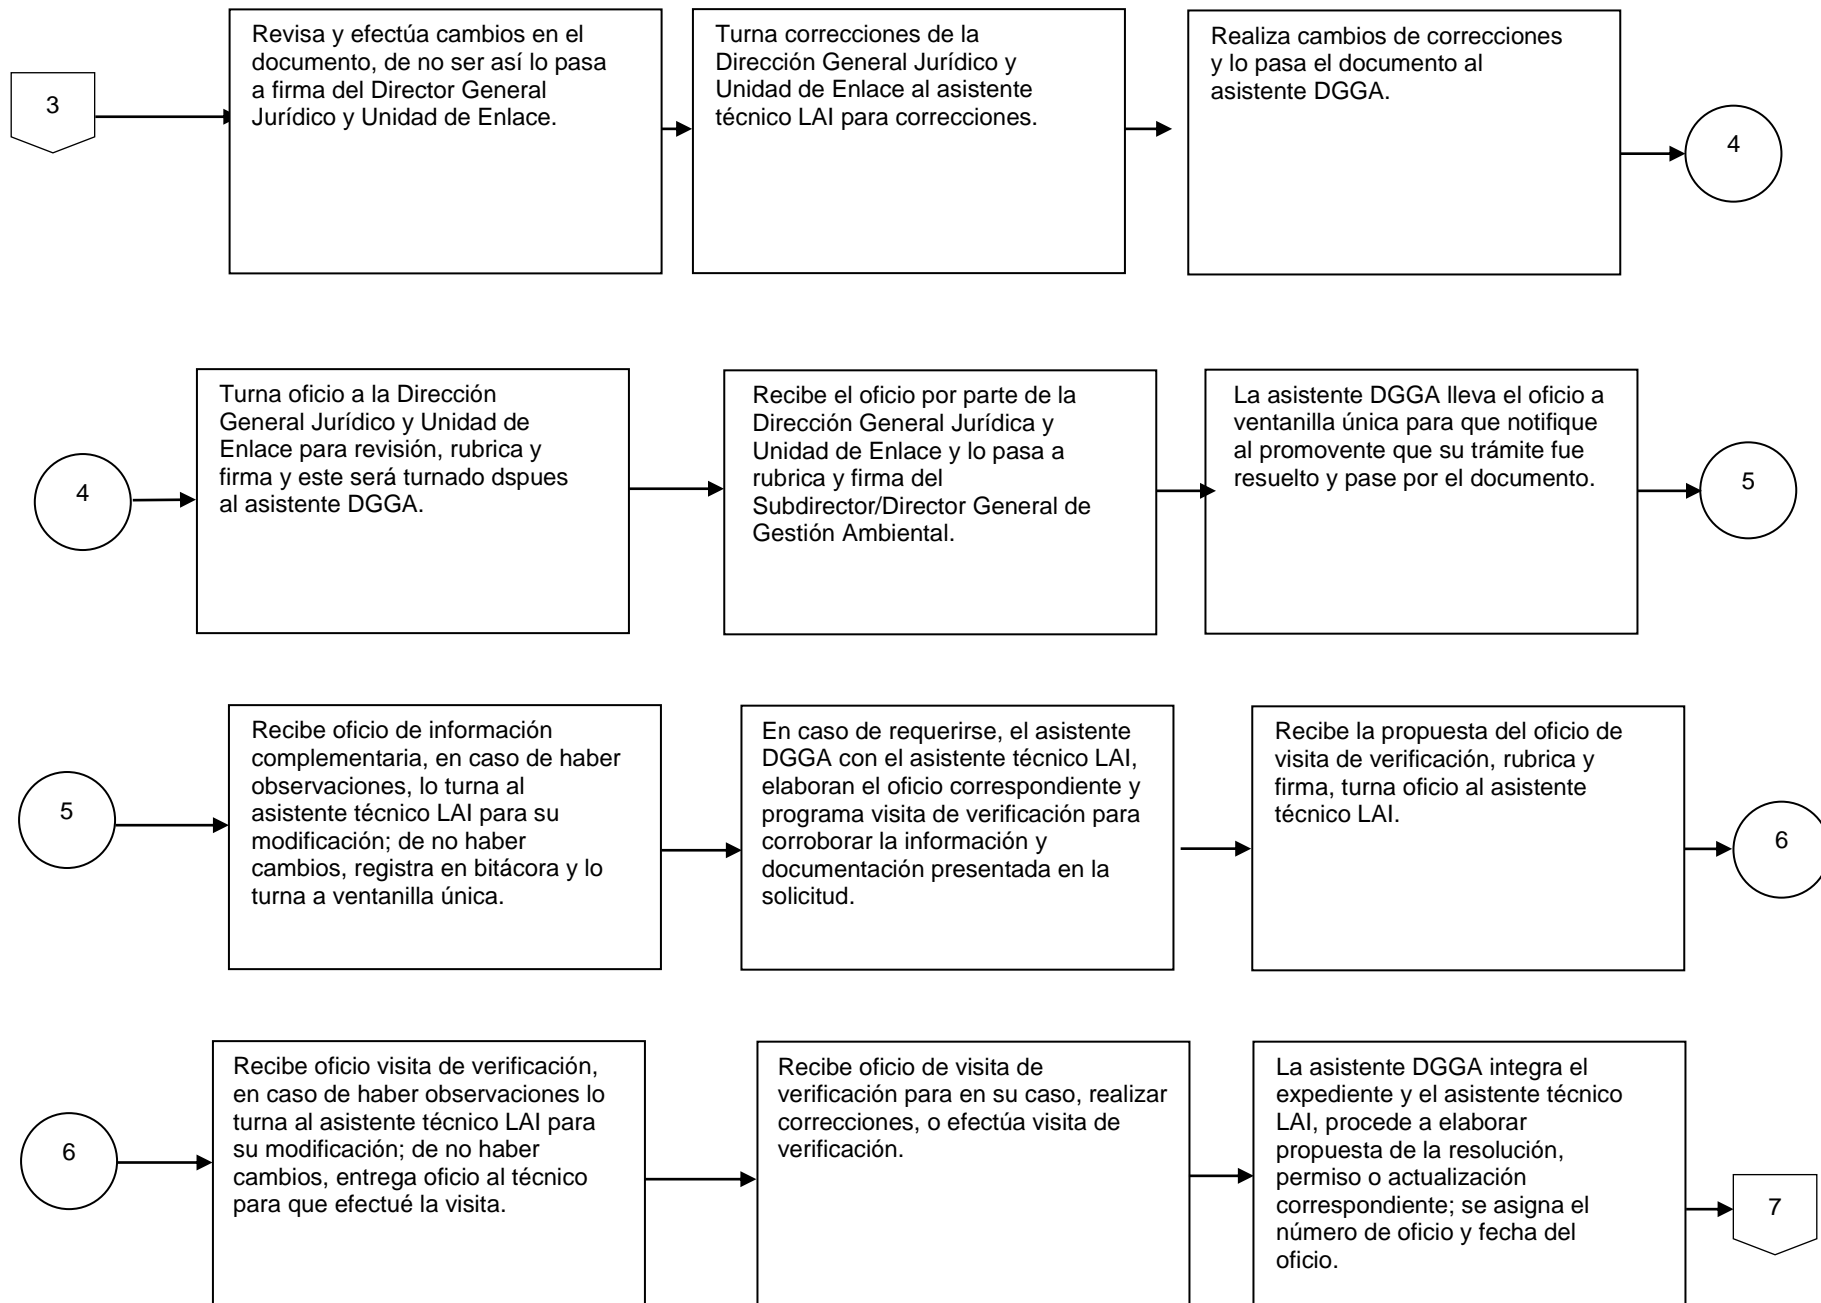 3
Revisa y efectúa cambios en el
documento, de no ser así lo pasa
a firma del Director General
Jurídico y Unidad de Enlace.
Turna correcciones de la
Dirección General Jurídico y
Unidad de Enlace al asistente
técnico LAI para correcciones.
Realiza cambios de correcciones
y lo pasa el documento al
asistente DGGA.
4
4
Turna oficio a la Dirección
General Jurídico y Unidad de
Enlace para revisión, rubrica y
firma y este será turnado dspues
al asistente DGGA.
Recibe el oficio por parte de la
Dirección General Jurídica y
Unidad de Enlace y lo pasa a
rubrica y firma del
Subdirector/Director General de
Gestión Ambiental.
La asistente DGGA lleva el oficio a
ventanilla única para que notifique
al promovente que su trámite fue
resuelto y pase por el documento.
5
5
Recibe oficio de información
complementaria, en caso de haber
observaciones, lo turna al
asistente técnico LAI para su
modificación; de no haber
cambios, registra en bitácora y lo
turna a ventanilla única.
En caso de requerirse, el asistente
DGGA con el asistente técnico LAI,
elaboran el oficio correspondiente y
programa visita de verificación para
corroborar la información y
documentación presentada en la
solicitud.
Recibe la propuesta del oficio de
visita de verificación, rubrica y
firma, turna oficio al asistente
técnico LAI.
6
6
Recibe oficio visita de verificación,
en caso de haber observaciones lo
turna al asistente técnico LAI para
su modificación; de no haber
cambios, entrega oficio al técnico
para que efectué la visita.
Recibe oficio de visita de
verificación para en su caso, realizar
correcciones, o efectúa visita de
verificación.
La asistente DGGA integra el
expediente y el asistente técnico
LAI, procede a elaborar
propuesta de la resolución,
permiso o actualización
correspondiente; se asigna el
número de oficio y fecha del
oficio.
7